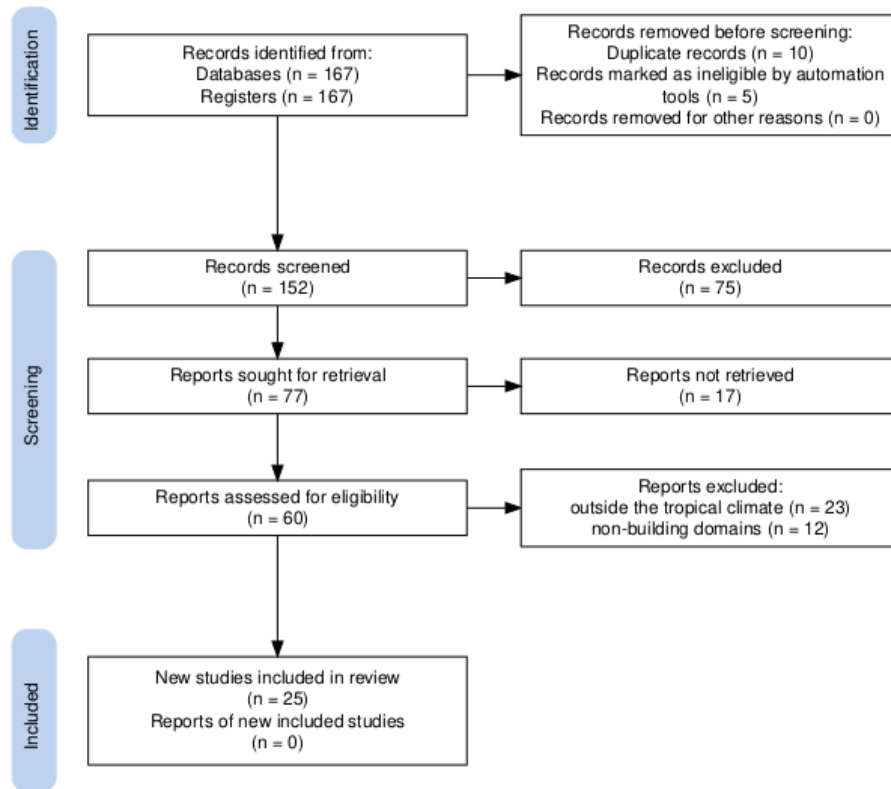 Identification
Records identified from:
Databases (n = 167)
Registers (n = 167)
Records removed before screening:
Duplicate records (n = 10)
Records marked as ineligible by automation
tools (n = 5)
Records removed for other reasons (n = 0)
Screening
Records screened
(n = 152)
Records excluded
(n = 75)
Reports sought for retrieval
(n = 77)
Reports not retrieved
(n = 17)
Reports assessed for eligibility
(n = 60)
Reports excluded:
outside the tropical climate (n = 23)
non-building domains (n = 12)
Included
New studies included in review
(n = 25)
Reports of new included studies
(n = 0)